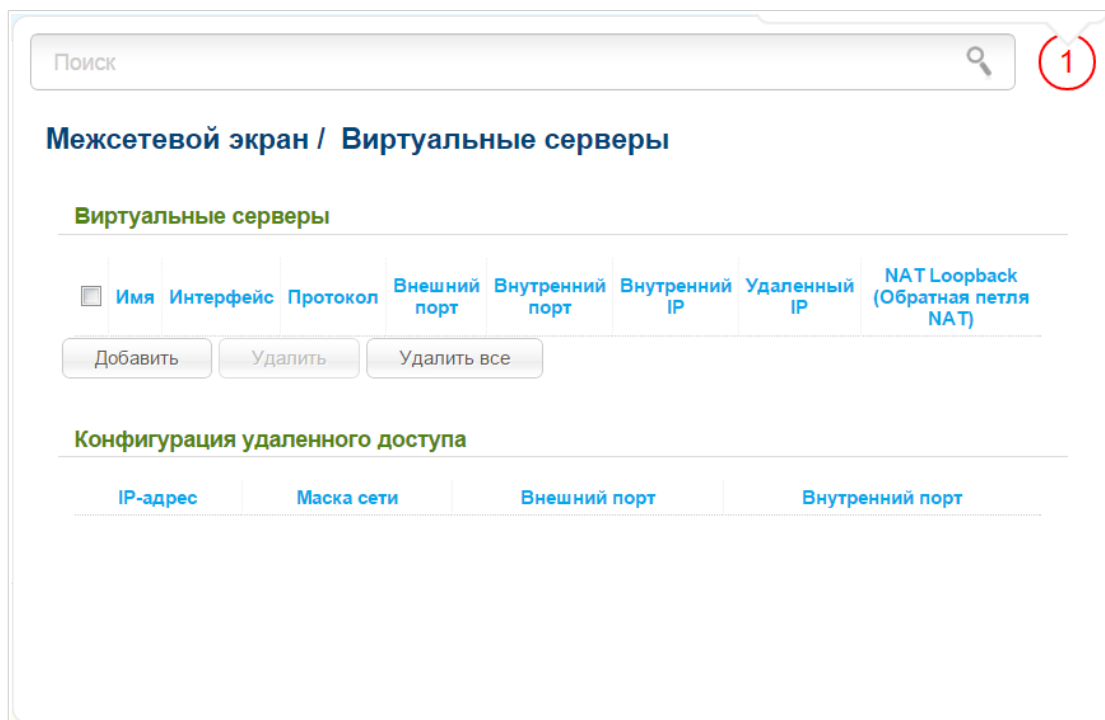 Поиск
1
Межсетевой экран / Виртуальные серверы
Виртуальные серверы
Имя Интерфейс Протокол Внешний порт Внутренний порт Внутренний IP Удаленный IP NAT Loopback (Обратная петля NAT)
Добавить Удалить Удалить все
Конфигурация удаленного доступа
IP-адрес Маска сети Внешний порт Внутренний порт